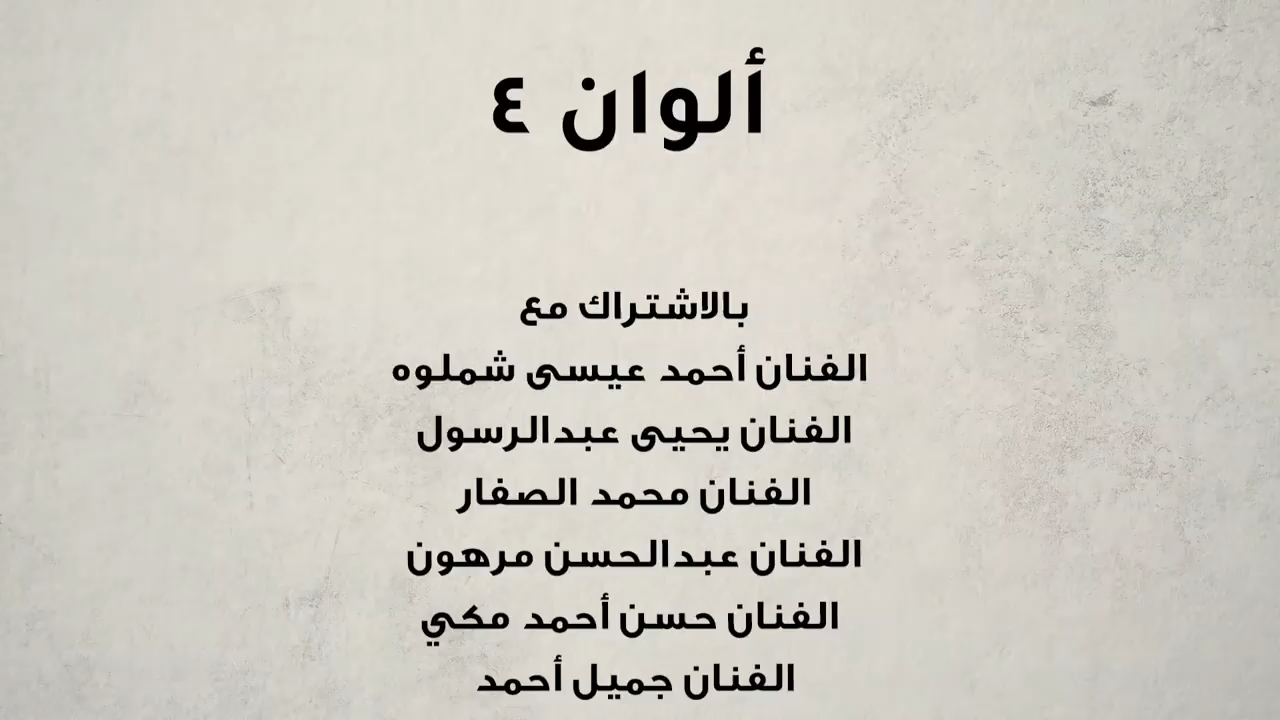 ألوان ٤
بالاشتراك مع
الفنان أحمد عيسى شملوه
الفنان يحيى عبدالرسول
الفنان محمد الصفار
الفنان عبدالحسن مرهون
الفنان حسن أحمد مكي
الفنان جميل أحمد